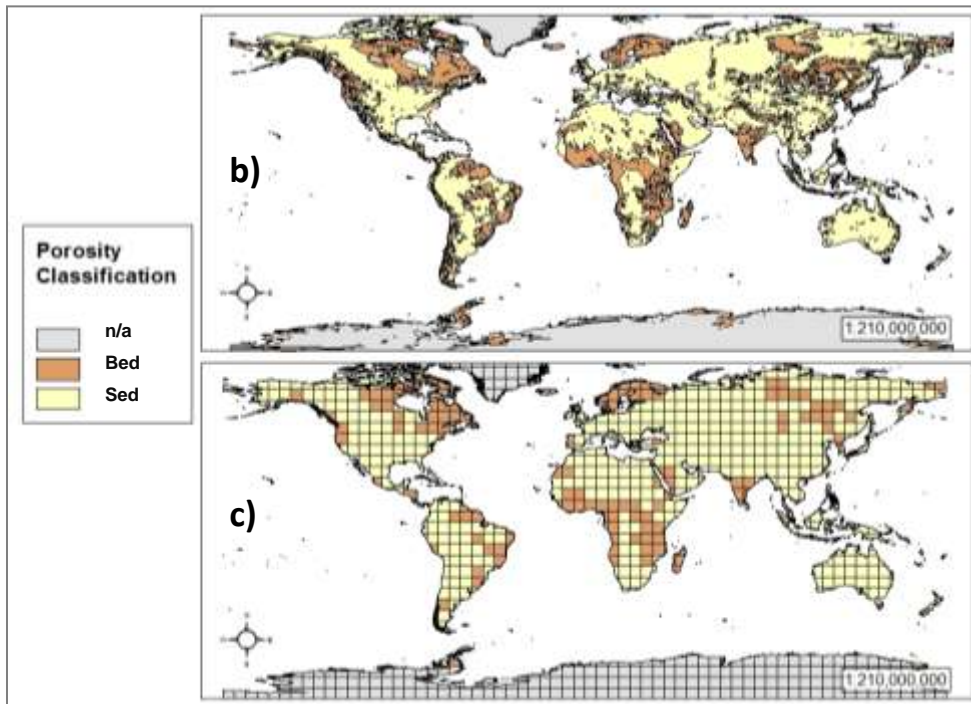 b)
Porosity
Classification
n/a
Bed
Sed
1:210,000,000
c)
1:210,000,000